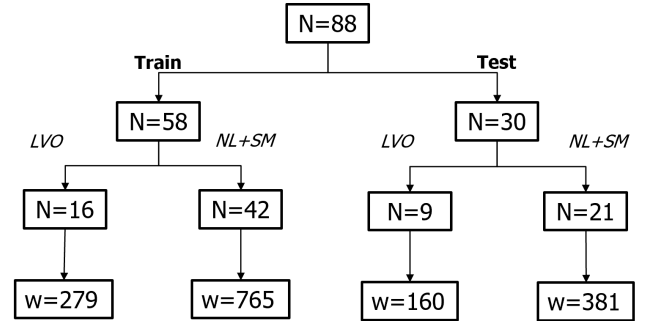 N=88
Train
Test
N=58
N=30
LVO
NL+SM
LVO
NL+SM
N=16
N=42
N=9
N=21
w=279
w=765
w=160
w=381